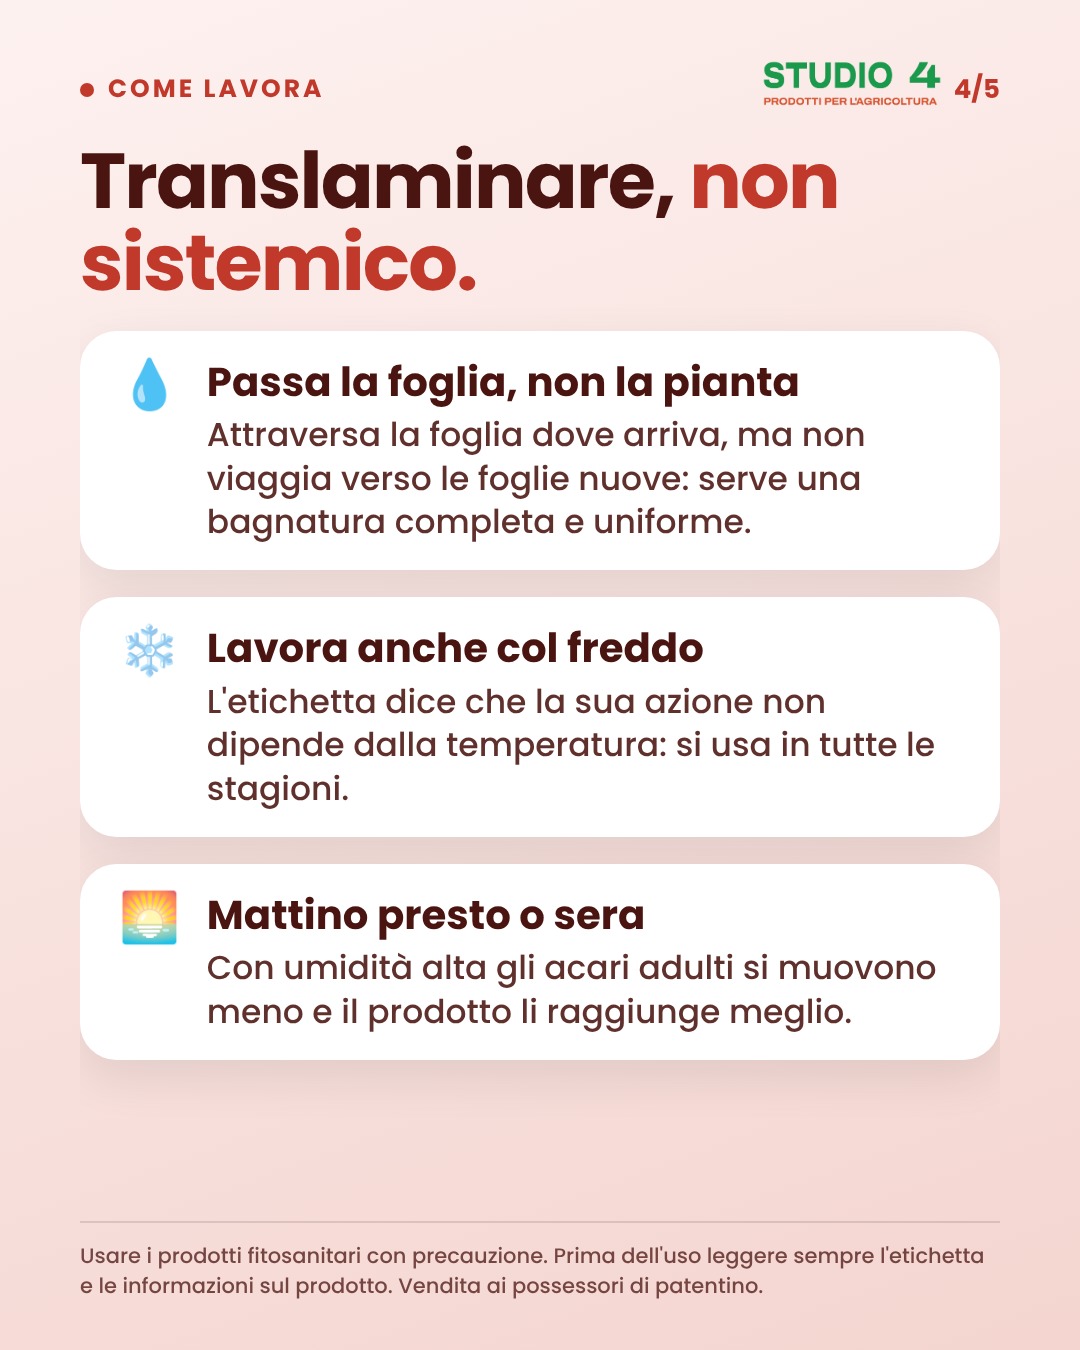 COME LAVORA
STUDIO 4
PRODOTTI PER L'AGRICOLTURA
4/5
Translaminare, non
sistemico.
Passa la foglia, non la pianta
Attraversa la foglia dove arriva, ma non
viaggia verso le foglie nuove: serve una
bagnatura completa e uniforme.
Lavora anche col freddo
L'etichetta dice che la sua azione non
dipende dalla temperatura: si usa in tutte le
stagioni.
Mattino presto o sera
Con umidità alta gli acari adulti si muovono
meno e il prodotto li raggiunge meglio.
Usare i prodotti fitosanitari con precauzione. Prima dell'uso leggere sempre l'etichetta
e le informazioni sul prodotto. Vendita ai possessori di patentino.